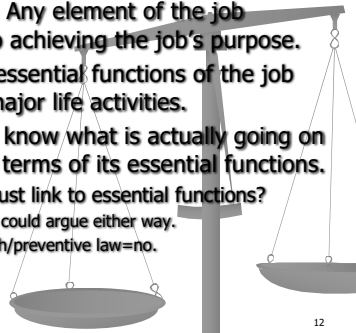 Any element of the job
achieving the job's purpose.
essential functions of the job
major life activities.
know what is actually going on
terms of its essential functions.
ust link to essential functions?
could argue either way.
h/preventive law=no.
12